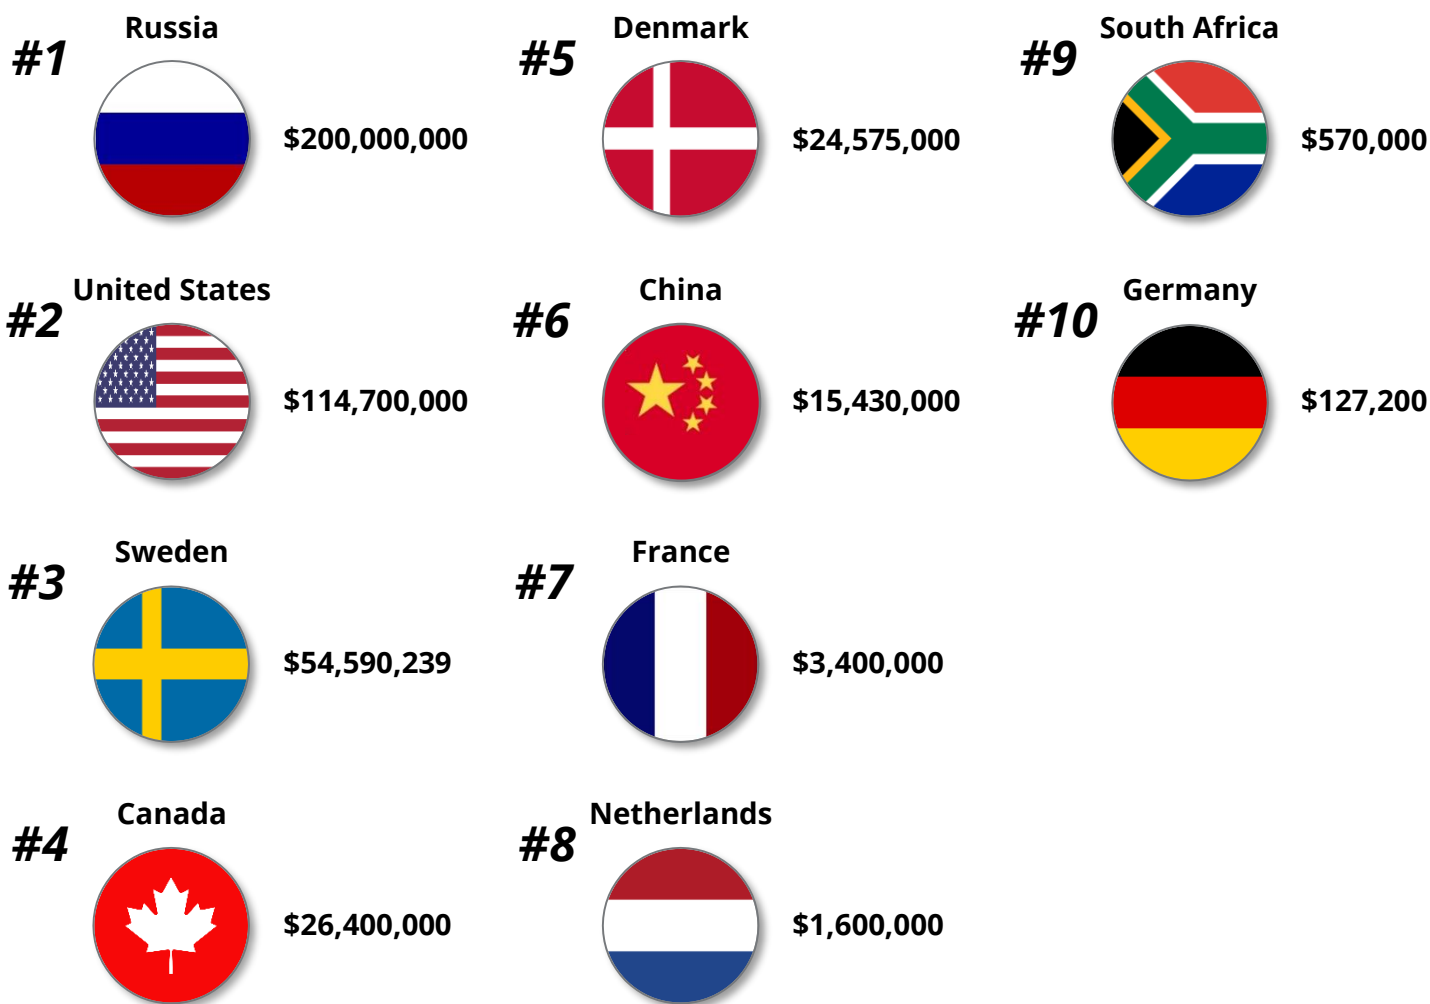 #1
Russia
$200,000,000
#2
United States
$114,700,000
#3
Sweden
$54,590,239
#4
Canada
$26,400,000
#5
Denmark
$24,575,000
#6
China
$15,430,000
#7
France
$3,400,000
#8
Netherlands
$1,600,000
#9
South Africa
$570,000
#10
Germany
$127,200